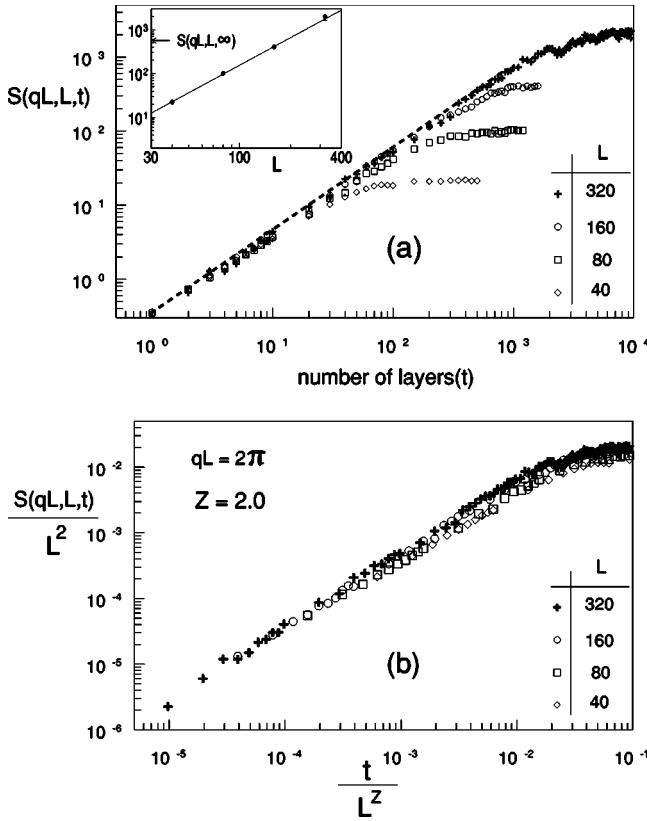 (a)
S(qL,L,t)
10³
10²
10¹
10⁰
10⁰
10¹
10²
10³
10⁴
number of layers(t)
S(qL,L,∞)
10³
10²
10¹
30
100
400
L
L
320
160
80
40
(b)
S(qL,L,t)
L²
qL = 2π
Z = 2.0
10⁻²
10⁻³
10⁻⁴
10⁻⁵
10⁻⁶
10⁻⁵
10⁻⁴
10⁻³
10⁻²
10⁻¹
t
L^Z
L
320
160
80
40